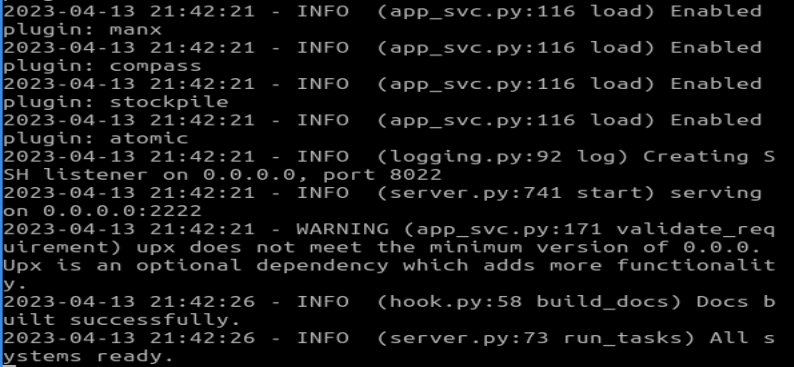 2023-04-13 21:42:21 - INFO  (app_svc.py:116 load) Enabled
plugin: manx
2023-04-13 21:42:21 - INFO  (app_svc.py:116 load) Enabled
plugin: compass
2023-04-13 21:42:21 - INFO  (app_svc.py:116 load) Enabled
plugin: stockpile
2023-04-13 21:42:21 - INFO  (app_svc.py:116 load) Enabled
plugin: atomic
2023-04-13 21:42:21 - INFO  (logging.py:92 log) Creating S
SH listener on 0.0.0.0, port 8022
2023-04-13 21:42:21 - INFO  (server.py:741 start) serving
on 0.0.0.0:2222
2023-04-13 21:42:21 - WARNING (app_svc.py:171 validate_req
uirement) upx does not meet the minimum version of 0.0.0.
Upx is an optional dependency which adds more functionalit
y.
2023-04-13 21:42:26 - INFO  (hook.py:58 build_docs) Docs b
uilt successfully.
2023-04-13 21:42:26 - INFO  (server.py:73 run_tasks) All s
ystems ready.